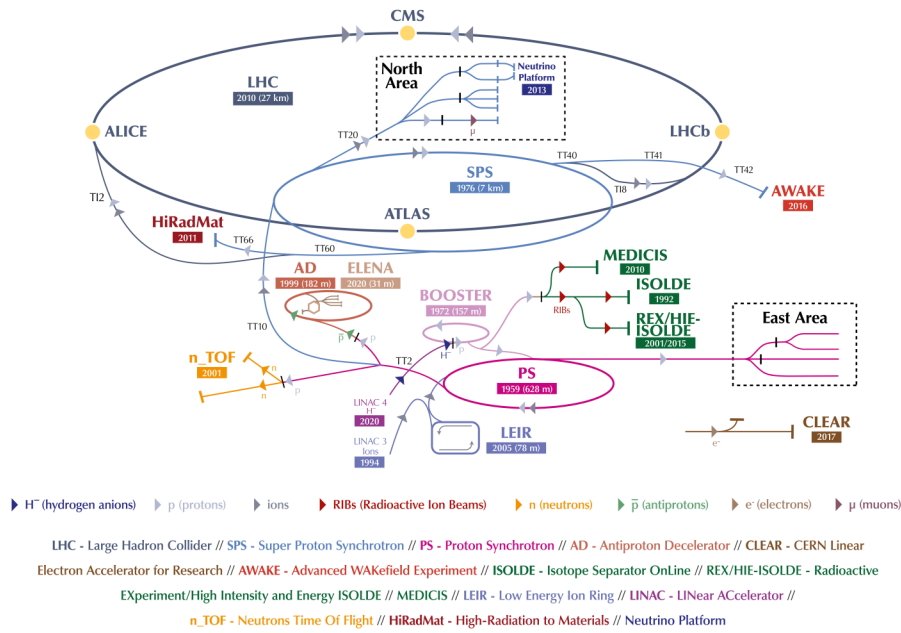 CMS
North
Area
Neutrino
Platform
2013
LHC
2010 (27 km)
μ
ALICE
LHCb
TT20
TT40
TT41
TT42
SPS
1976 (7 km)
TI8
TI2
AWAKE
2016
ATLAS
HiRadMat
2011
TT66
TT60
MEDICIS
2010
AD
1999 (182 m)
ELENA
2020 (31 m)
ISOLDE
1992
BOOSTER
1972 (157 m)
RIBs
REX/HIE-
ISOLDE
2001/2015
East Area
TT10
p̅
p
H⁻
p
TT2
n_TOF
2001
n
n
p
PS
1959 (628 m)
LINAC 4
H⁻
2020
LINAC 3
Ions
1994
LEIR
2005 (78 m)
CLEAR
2017
e⁻
H⁻ (hydrogen anions)
p (protons)
ions
RIBs (Radioactive Ion Beams)
n (neutrons)
p̅ (antiprotons)
e⁻ (electrons)
μ (muons)
LHC - Large Hadron Collider // SPS - Super Proton Synchrotron // PS - Proton Synchrotron // AD - Antiproton Decelerator // CLEAR - CERN Linear
Electron Accelerator for Research // AWAKE - Advanced WAKefield Experiment // ISOLDE - Isotope Separator OnLine // REX/HIE-ISOLDE - Radioactive
EXperiment/High Intensity and Energy ISOLDE // MEDICIS // LEIR - Low Energy Ion Ring // LINAC - LINear ACcelerator //
n_TOF - Neutrons Time Of Flight // HiRadMat - High-Radiation to Materials // Neutrino Platform